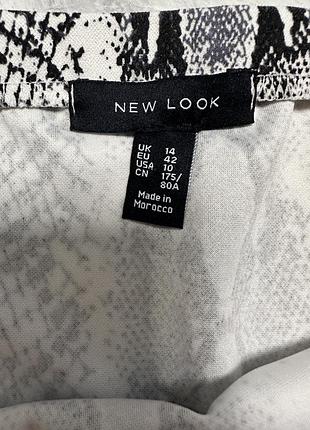 NEW LOOK
UK 14
EU 42
USA 10
CN 175/
80A
Made in
Morocco